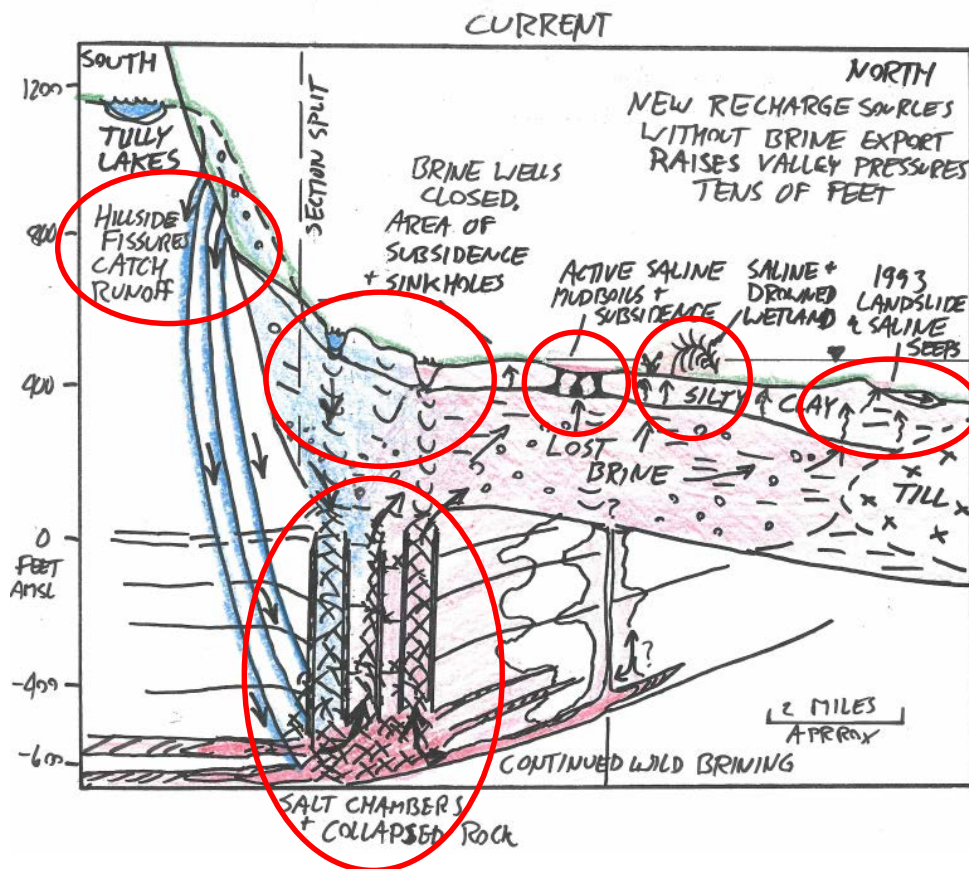 CURRENT
SOUTH
NORTH
1200
800
400
0
FEET
AMSL
-400
-600
TULLY
LAKES
HILLSIDE
FISSURES
CATCH
RUNOFF
SECTION SPLIT
BRINE WELLS
CLOSED,
AREA OF
SUBSIDENCE
+ SINKHOLES
NEW RECHARGE SOURCES
WITHOUT BRINE EXPORT
RAISES VALLEY PRESSURES
TENS OF FEET
ACTIVE SALINE
MUDBOILS +
SUBSIDENCE
SALINE +
DROWNED
WETLAND
1993
LANDSLIDE
& SALINE
SEEPS
SILTY CLAY
LOST
BRINE
TILL
?
?
2 MILES
APRROX
CONTINUED WILD BRINING
SALT CHAMBERS
+ COLLAPSED ROCK